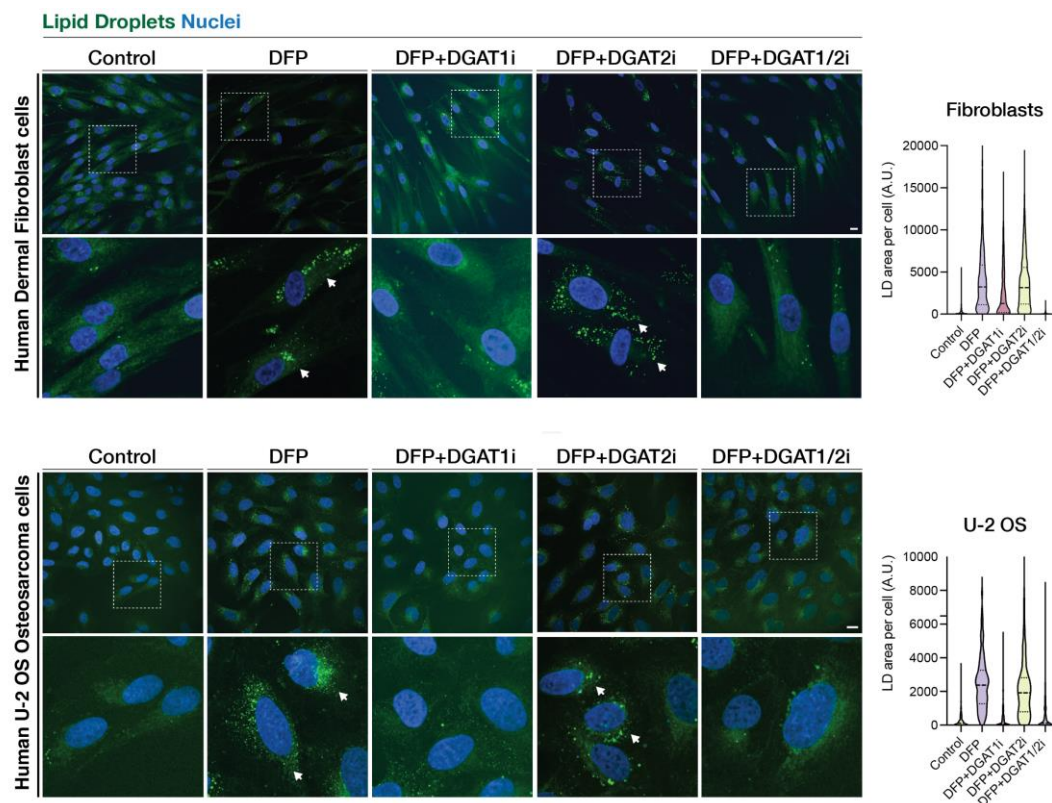 Lipid Droplets Nuclei
Control DFP DFP+DGAT1i DFP+DGAT2i DFP+DGAT1/2i
Human Dermal Fibroblast cells
Fibroblasts
LD area per cell (A.U.)
20000
15000
10000
5000
0
Control
DFP
DFP+DGAT1i
DFP+DGAT2i
DFP+DGAT1/2i
Control DFP DFP+DGAT1i DFP+DGAT2i DFP+DGAT1/2i
Human U-2 OS Osteosarcoma cells
U-2 OS
LD area per cell (A.U.)
10000
8000
6000
4000
2000
0
Control
DFP
DFP+DGAT1i
DFP+DGAT2i
DFP+DGAT1/2i